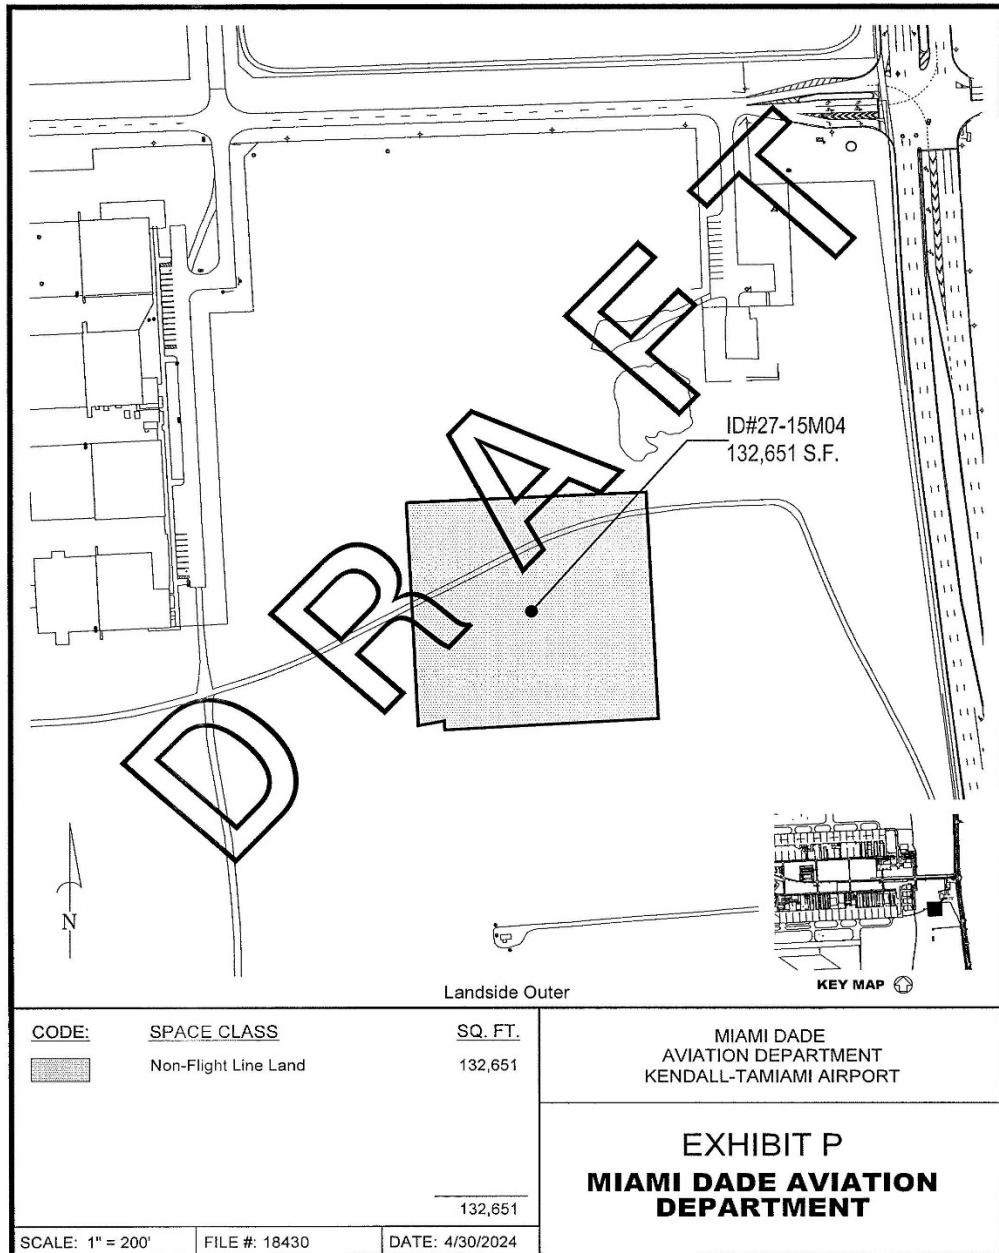 DRAFT
ID#27-15M04
132,651 S.F.
N
KEY MAP
Landside Outer
CODE: SPACE CLASS SQ. FT.
Non-Flight Line Land 132,651
132,651
SCALE: 1" = 200' FILE #: 18430 DATE: 4/30/2024
MIAMI DADE
AVIATION DEPARTMENT
KENDALL-TAMIAMI AIRPORT
EXHIBIT P
MIAMI DADE AVIATION
DEPARTMENT